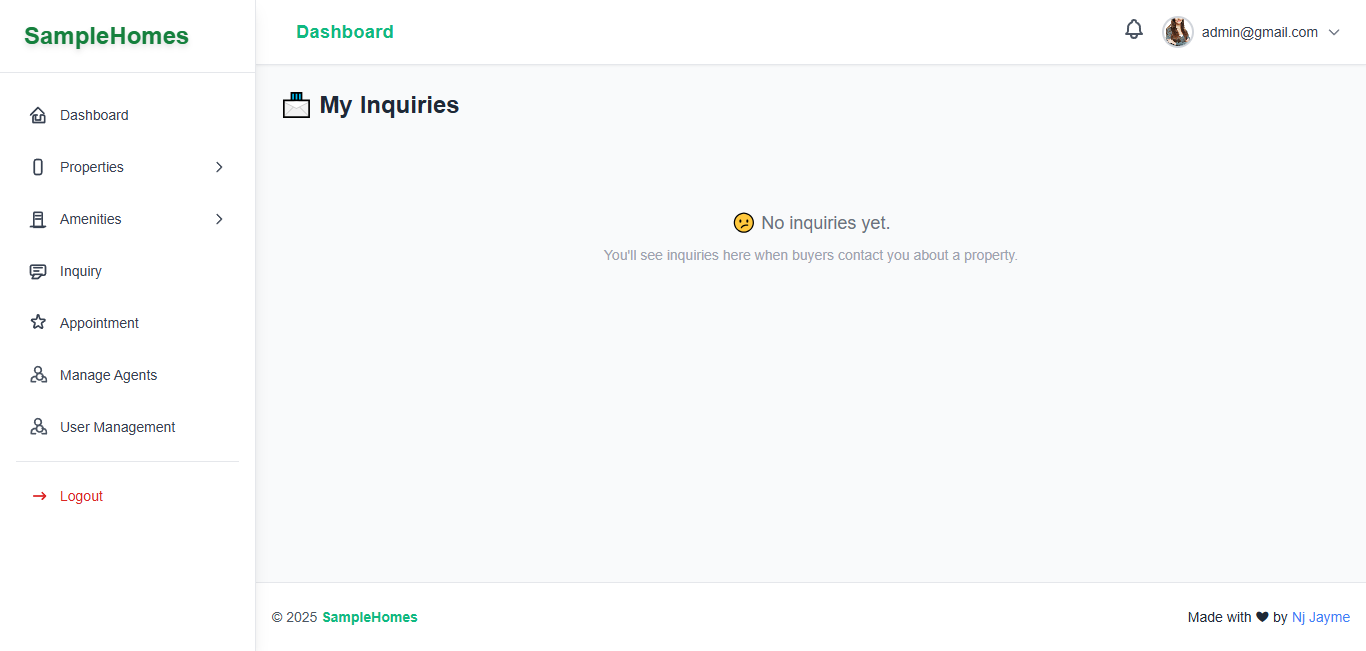 SampleHomes
Dashboard
admin@gmail.com
Dashboard
Properties
Amenities
Inquiry
Appointment
Manage Agents
User Management
Logout
My Inquiries
No inquiries yet.
You'll see inquiries here when buyers contact you about a property.
© 2025 SampleHomes
Made with ❤ by Nj Jayme